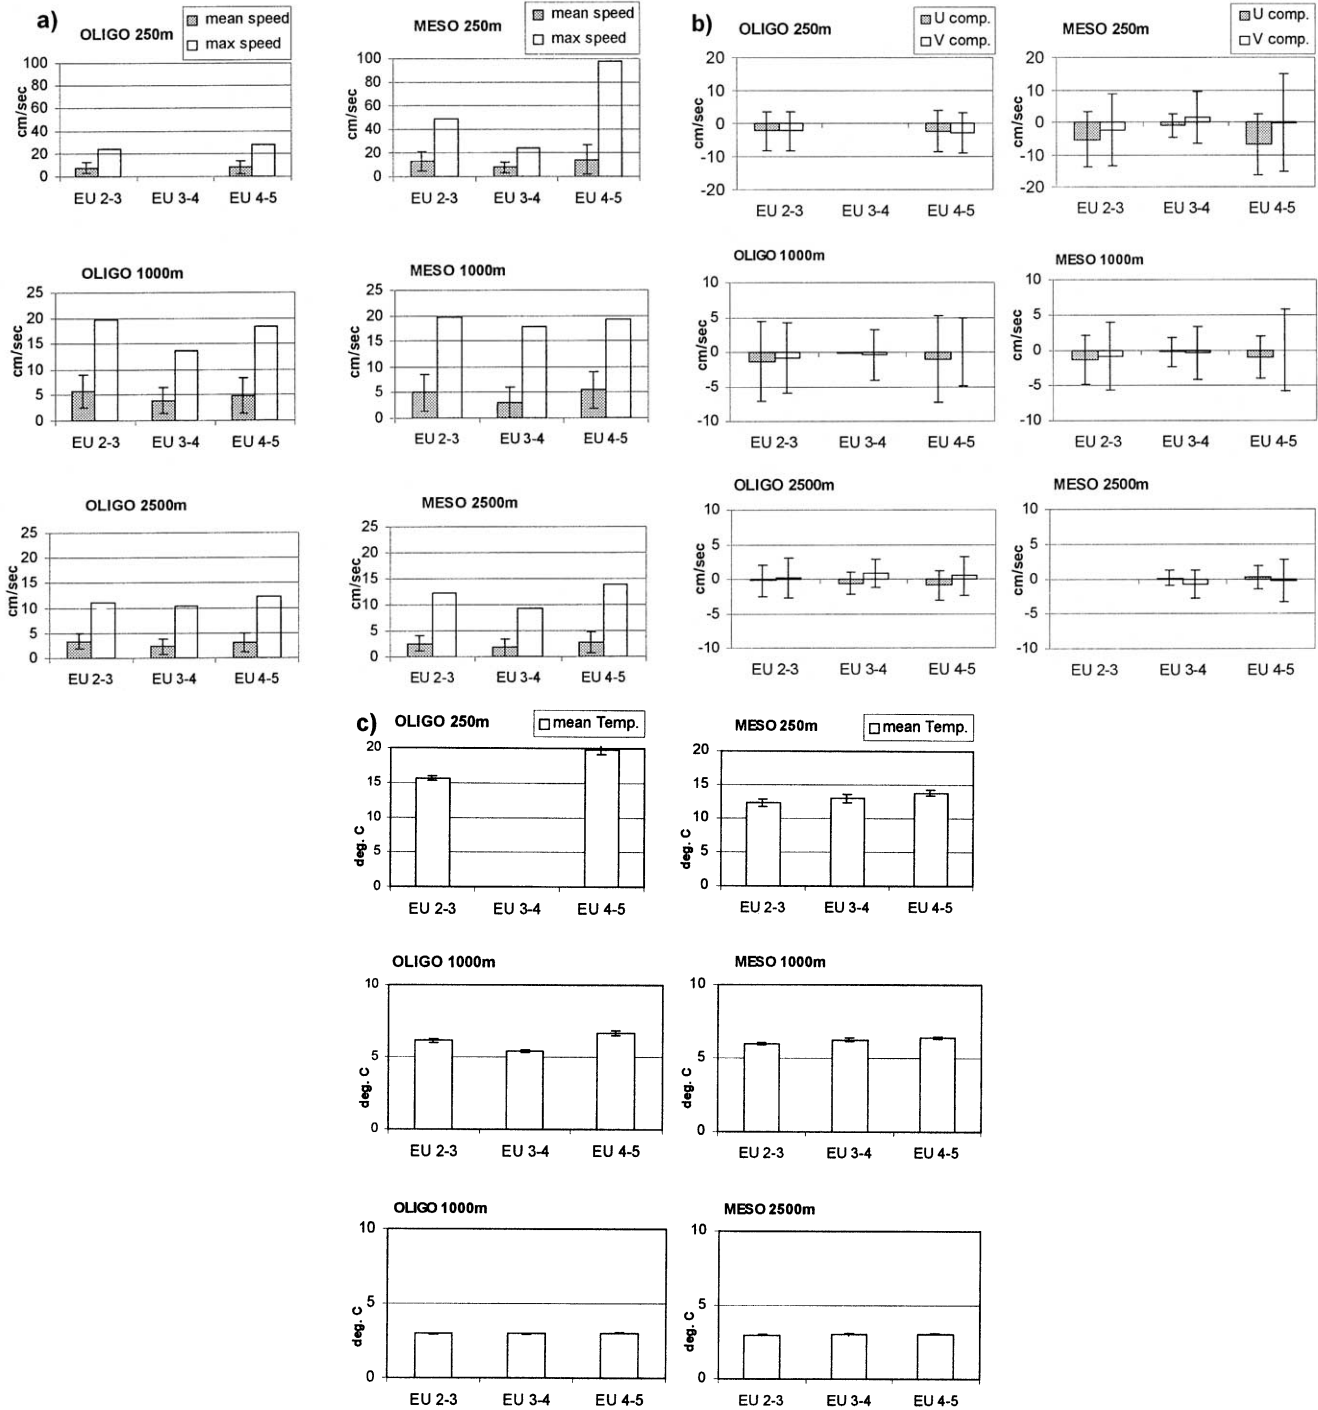 a)
OLIGO 250m
mean speed
max speed
100
80
60
40
20
0
cm/sec
EU 2-3 EU 3-4 EU 4-5
MESO 250m
mean speed
max speed
100
80
60
40
20
0
cm/sec
EU 2-3 EU 3-4 EU 4-5
b)
OLIGO 250m
U comp.
V comp.
20
10
0
-10
-20
cm/sec
EU 2-3 EU 3-4 EU 4-5
MESO 250m
U comp.
V comp.
20
10
0
-10
-20
cm/sec
EU 2-3 EU 3-4 EU 4-5
OLIGO 1000m
25
20
15
10
5
0
cm/sec
EU 2-3 EU 3-4 EU 4-5
MESO 1000m
25
20
15
10
5
0
cm/sec
EU 2-3 EU 3-4 EU 4-5
OLIGO 1000m
10
5
0
-5
-10
cm/sec
EU 2-3 EU 3-4 EU 4-5
MESO 1000m
10
5
0
-5
-10
cm/sec
EU 2-3 EU 3-4 EU 4-5
OLIGO 2500m
25
20
15
10
5
0
cm/sec
EU 2-3 EU 3-4 EU 4-5
MESO 2500m
25
20
15
10
5
0
cm/sec
EU 2-3 EU 3-4 EU 4-5
OLIGO 2500m
10
5
0
-5
-10
cm/sec
EU 2-3 EU 3-4 EU 4-5
MESO 2500m
10
5
0
-5
-10
cm/sec
EU 2-3 EU 3-4 EU 4-5
c)
OLIGO 250m
mean Temp.
20
15
10
5
0
deg. C
EU 2-3 EU 3-4 EU 4-5
MESO 250m
mean Temp.
20
15
10
5
0
deg. C
EU 2-3 EU 3-4 EU 4-5
OLIGO 1000m
10
5
0
deg. C
EU 2-3 EU 3-4 EU 4-5
MESO 1000m
10
5
0
deg. C
EU 2-3 EU 3-4 EU 4-5
OLIGO 1000m
10
5
0
deg. C
EU 2-3 EU 3-4 EU 4-5
MESO 2500m
10
5
0
deg. C
EU 2-3 EU 3-4 EU 4-5